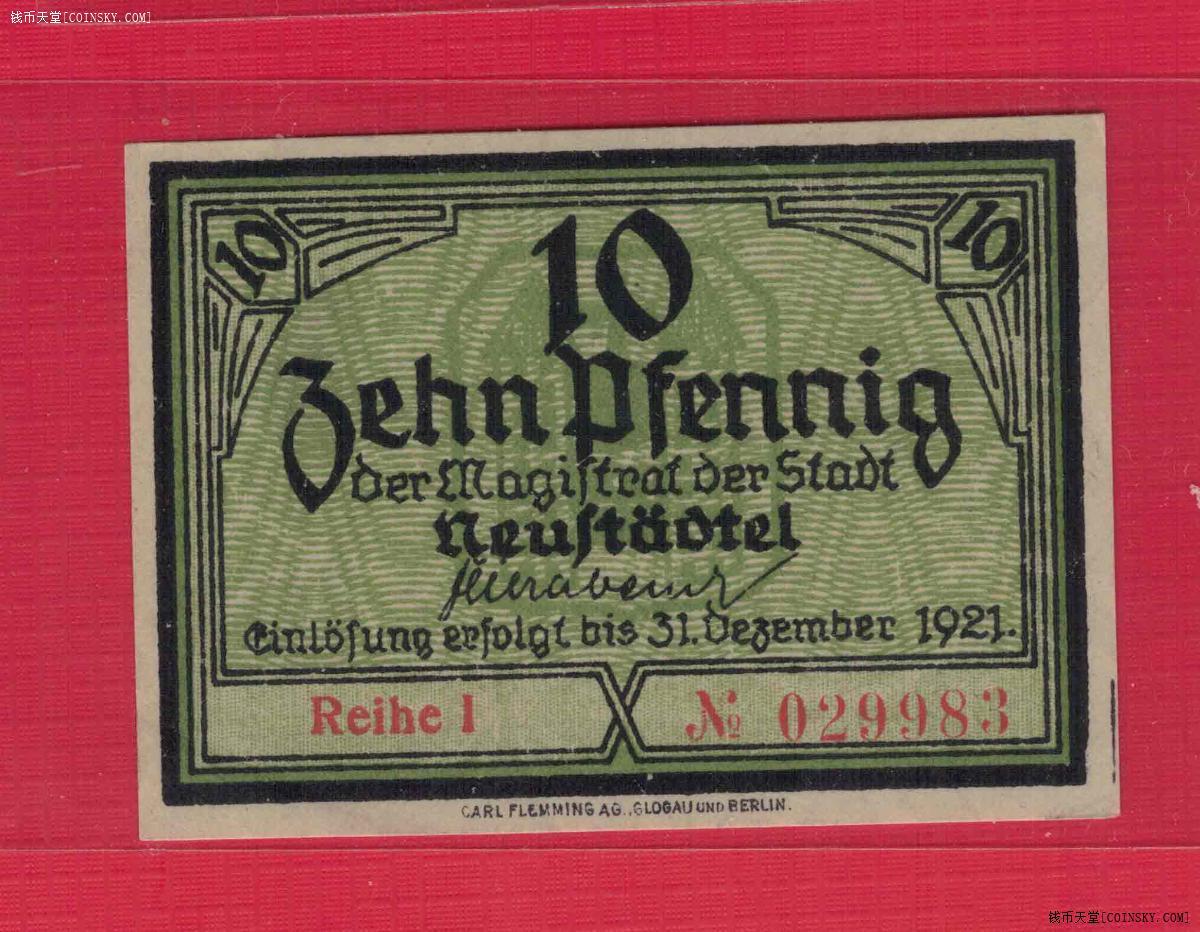 钱币天堂[COINSKY.COM]
10 10 10
Zehn Pfennig
der Magistrat der Stadt
Neustädtel
Einlösung erfolgt bis 31. Dezember 1921.
Reihe I № 029983
CARL FLEMMING AG., GLOGAU UND BERLIN.
钱币天堂[COINSKY.COM]